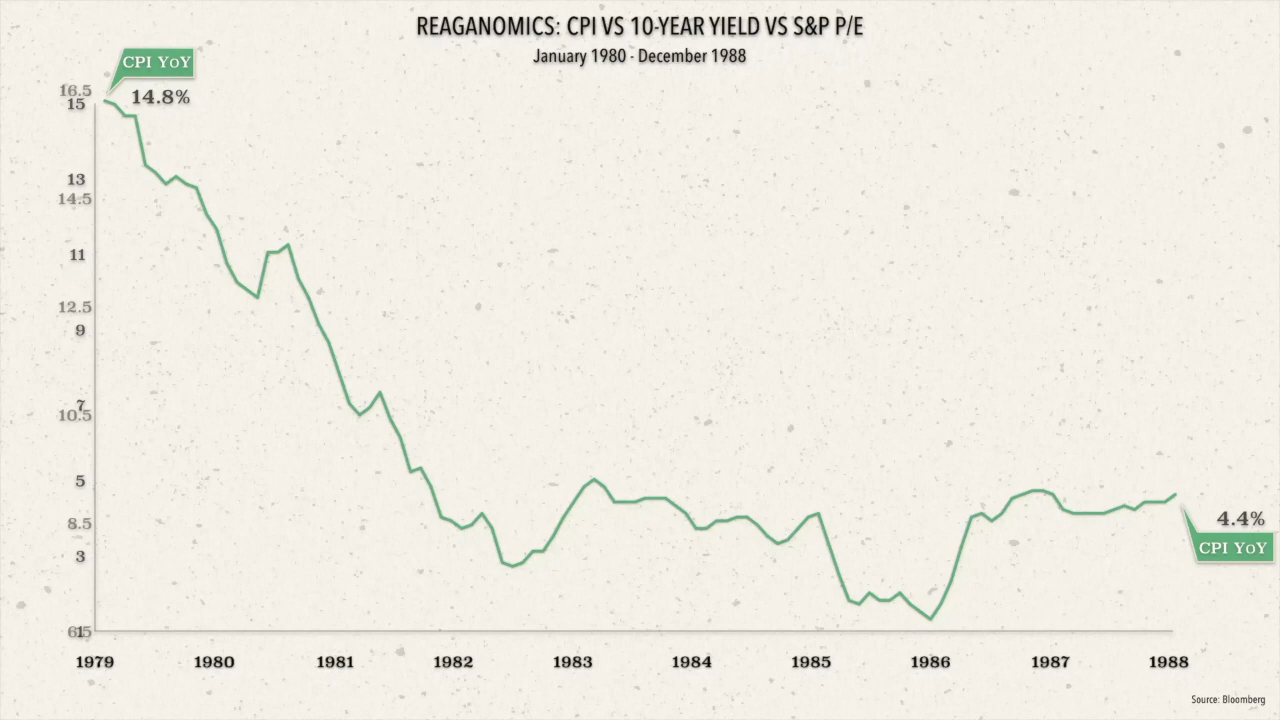 REAGANOMICS: CPI VS 10-YEAR YIELD VS S&P P/E
January 1980 - December 1988
CPI YoY
14.8%
16.5
15
13
14.5
11
12.5
9
7
10.5
5
8.5
3
6.5
1
4.4%
CPI YoY
1979 1980 1981 1982 1983 1984 1985 1986 1987 1988
Source: Bloomberg